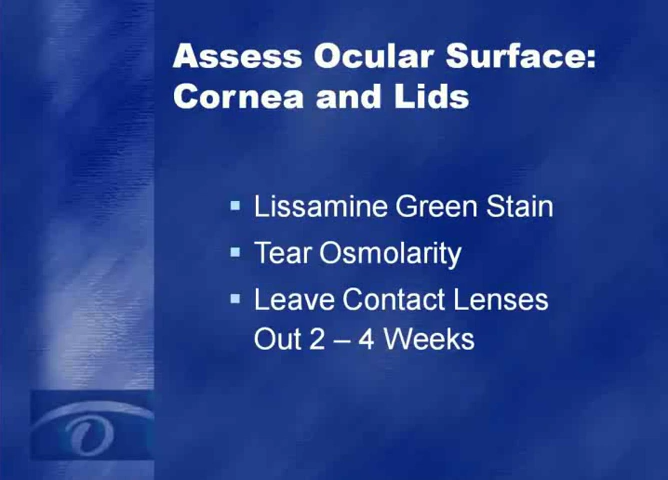 Assess Ocular Surface:
Cornea and Lids
▪ Lissamine Green Stain
▪ Tear Osmolarity
▪ Leave Contact Lenses
Out 2 – 4 Weeks